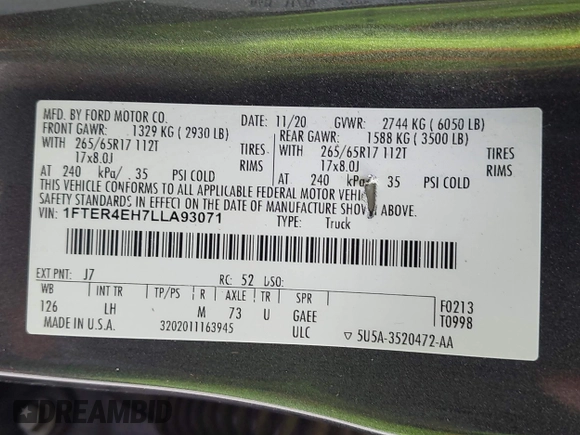 MFD. BY FORD MOTOR CO. DATE: 11/20 GVWR: 2744 KG ( 6050 LB)
FRONT GAWR: 1329 KG ( 2930 LB) REAR GAWR: 1588 KG ( 3500 LB)
WITH 265/65R17 112T TIRES WITH 265/65R17 112T TIRES
17x8.0J RIMS 17x8.0J RIMS
AT 240 kPa/ 35 PSI COLD AT 240 kPa 35 PSI COLD
THIS VEHICLE CONFORMS TO ALL APPLICABLE FEDERAL MOTOR VEHI
SAFETY STANDARDS IN EFFECT ON THE DATE OF MANUFACTURE SHO ABOVE.
VIN: 1FTER4EH7LLA93071 TYPE: Truck
EXT PNT: J7 RC: 52 DSO:
WB INT TR TP/PS R AXLE TR SPR F0213
126 LH M 73 U GAEE T0998
MADE IN U.S.A. 3202011163945 ULC ▽ 5U5A-3520472-AA
DREAMBID